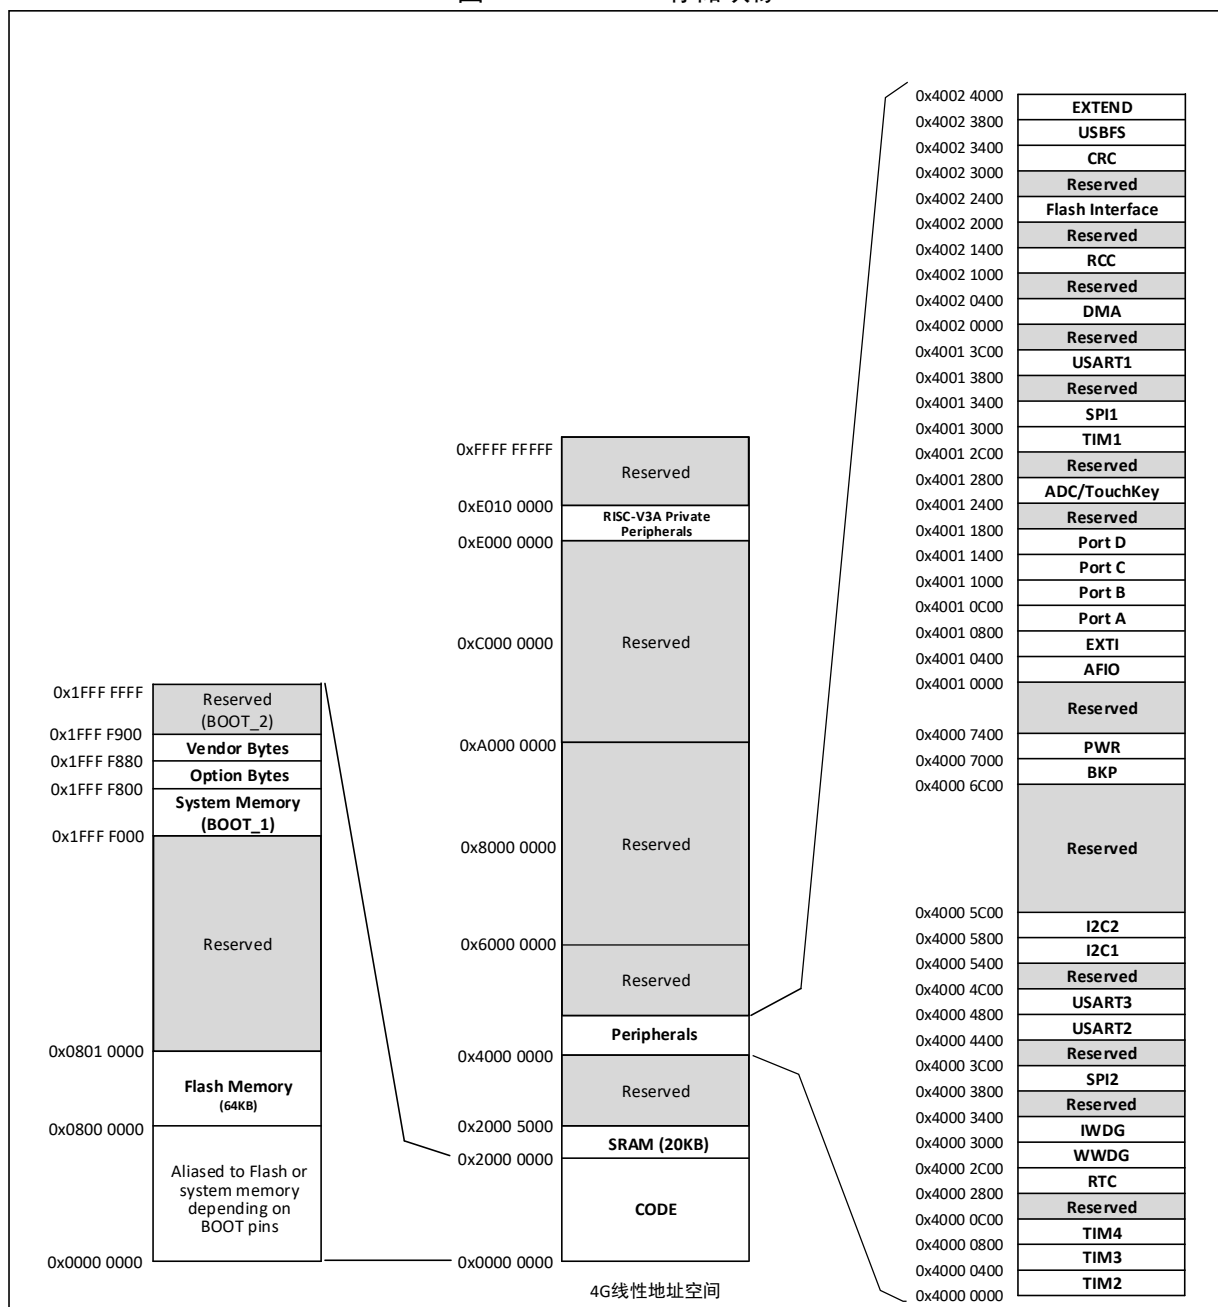 0x1FFF FFFF
Reserved
(BOOT_2)
0x1FFF F900
Vendor Bytes
0x1FFF F880
Option Bytes
0x1FFF F800
System Memory
(BOOT_1)
0x1FFF F000
Reserved
0x0801 0000
Flash Memory
(64KB)
0x0800 0000
Aliased to Flash or
system memory
depending on
BOOT pins
0x0000 0000
0xFFFF FFFFF
Reserved
0xE010 0000
RISC-V3A Private
Peripherals
0xE000 0000
Reserved
0xC000 0000
0xA000 0000
Reserved
0x8000 0000
0x6000 0000
Reserved
Peripherals
0x4000 0000
Reserved
0x2000 5000
SRAM (20KB)
0x2000 0000
CODE
0x0000 0000
4G线性地址空间
0x4002 4000
EXTEND
0x4002 3800
USBFS
0x4002 3400
CRC
0x4002 3000
Reserved
0x4002 2400
Flash Interface
0x4002 2000
Reserved
0x4002 1400
RCC
0x4002 1000
Reserved
0x4002 0400
DMA
0x4002 0000
Reserved
0x4001 3C00
USART1
0x4001 3800
Reserved
0x4001 3400
SPI1
0x4001 3000
TIM1
0x4001 2C00
Reserved
0x4001 2800
ADC/TouchKey
0x4001 2400
Reserved
0x4001 1800
Port D
0x4001 1400
Port C
0x4001 1000
Port B
0x4001 0C00
Port A
0x4001 0800
EXTI
0x4001 0400
AFIO
0x4001 0000
Reserved
0x4000 7400
PWR
0x4000 7000
BKP
0x4000 6C00
Reserved
0x4000 5C00
I2C2
0x4000 5800
I2C1
0x4000 5400
Reserved
0x4000 4C00
USART3
0x4000 4800
USART2
0x4000 4400
Reserved
0x4000 3C00
SPI2
0x4000 3800
Reserved
0x4000 3400
IWDG
0x4000 3000
WWDG
0x4000 2C00
RTC
0x4000 2800
Reserved
0x4000 0C00
TIM4
0x4000 0800
TIM3
0x4000 0400
TIM2
0x4000 0000